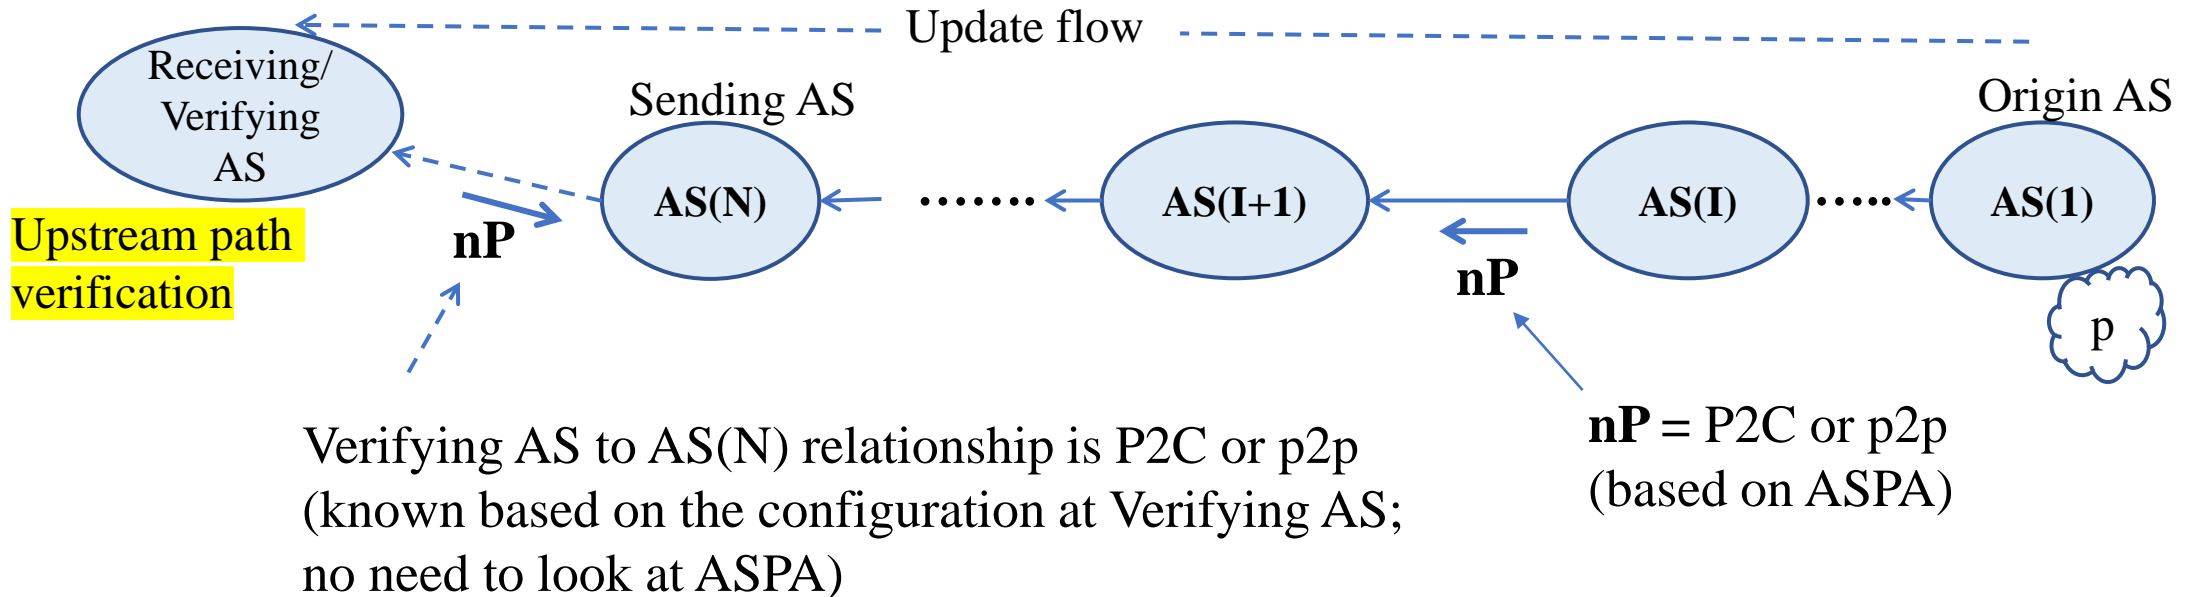 Update flow
Receiving/
Verifying
AS
Sending AS
Origin AS
AS(N)
.......
AS(I+1)
AS(I)
.....
AS(1)
Upstream path
verification
nP
nP
p
Verifying AS to AS(N) relationship is P2C or p2p
(known based on the configuration at Verifying AS;
no need to look at ASPA)
nP = P2C or p2p
(based on ASPA)